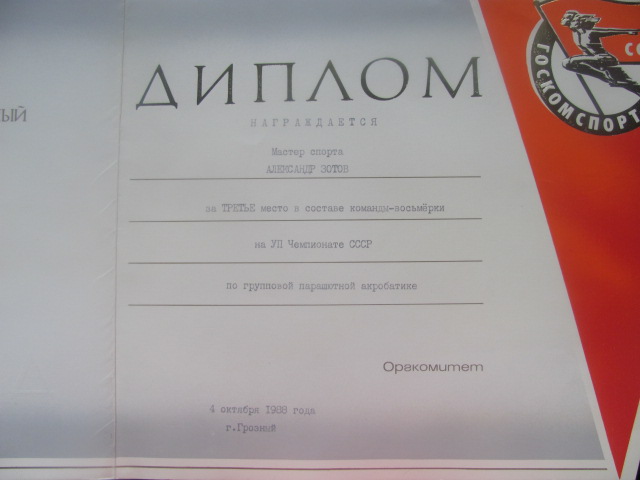 ДИПЛОМ
НАГРАЖДАЕТСЯ
Мастер спорта
АЛЕКСАНДР ЗОТОВ
за ТРЕТЬЕ место в составе команды-восьмёрки
на УП Чемпионате СССР
по групповой парашютной акробатике
Оргкомитет
4 октября 1988 года
г.Грозный
ТЫЙ
СС
ГОСКОМСПОРТ